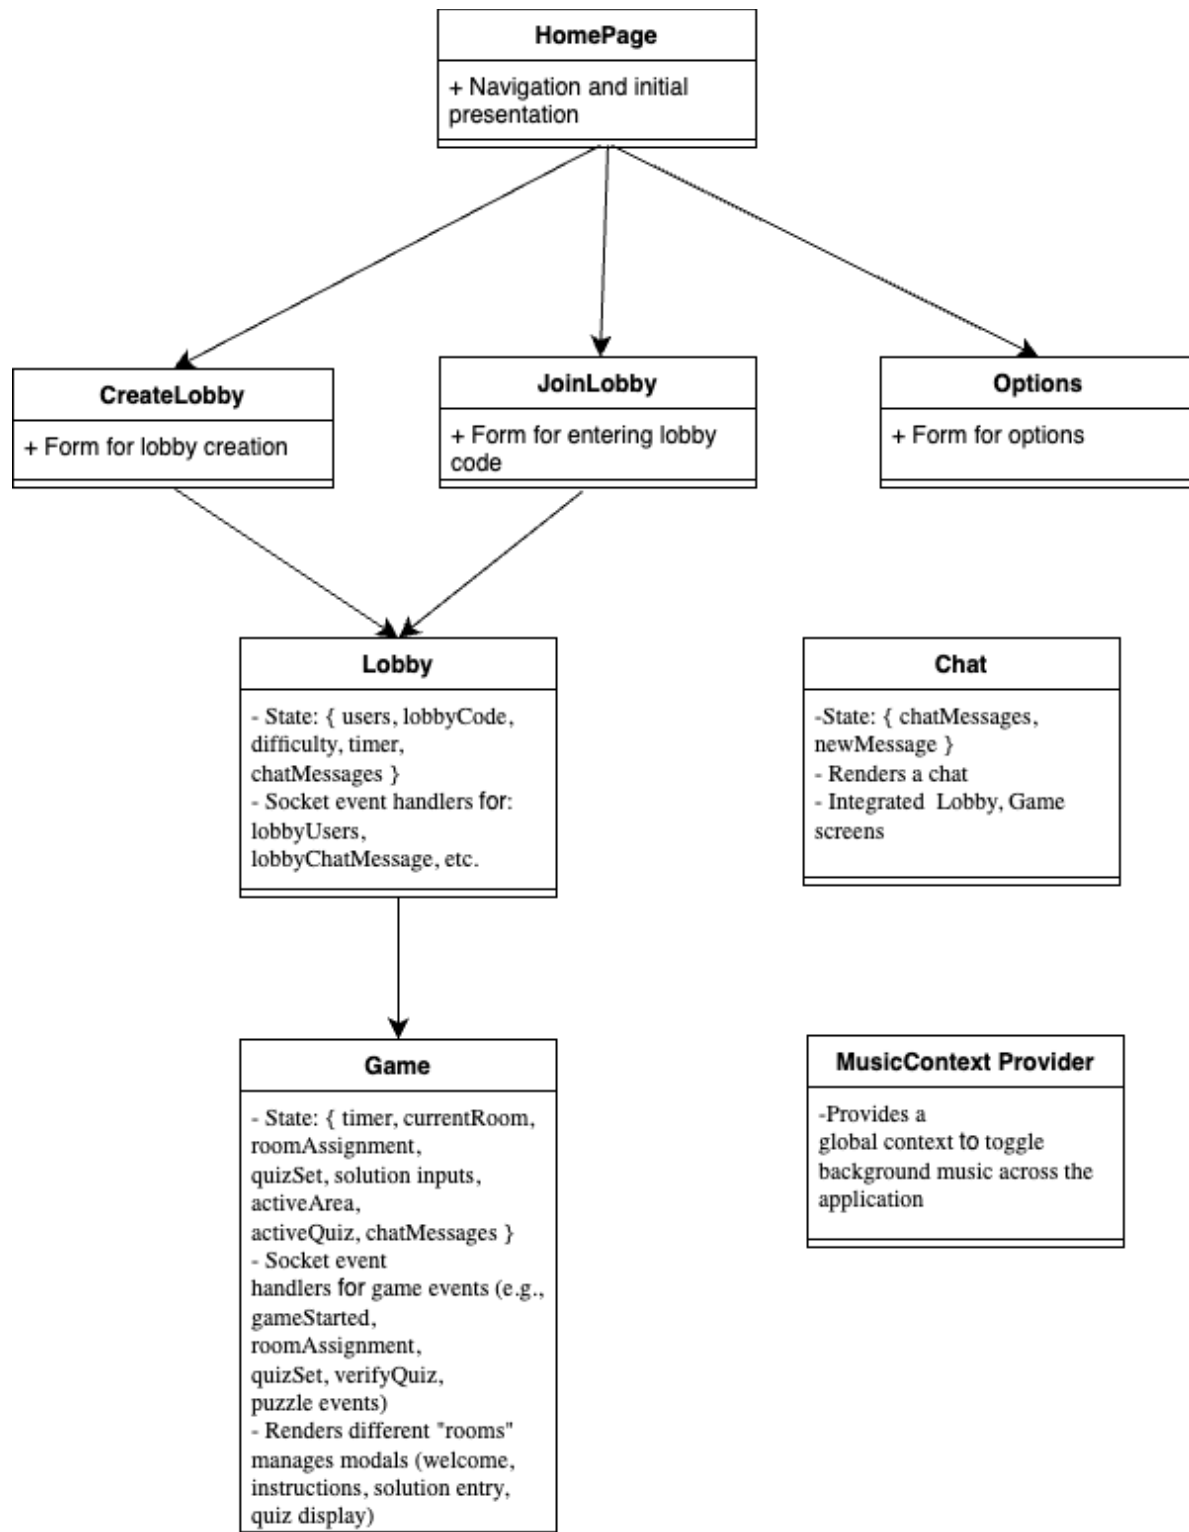 HomePage
+ Navigation and initial
presentation
CreateLobby
+ Form for lobby creation
JoinLobby
+ Form for entering lobby
code
Options
+ Form for options
Lobby
- State: { users, lobbyCode,
difficulty, timer,
chatMessages }
- Socket event handlers for:
lobbyUsers,
lobbyChatMessage, etc.
Chat
-State: { chatMessages,
newMessage }
- Renders a chat
- Integrated Lobby, Game
screens
Game
- State: { timer, currentRoom,
roomAssignment,
quizSet, solution inputs,
activeArea,
activeQuiz, chatMessages }
- Socket event
handlers for game events (e.g.,
gameStarted,
roomAssignment,
quizSet, verifyQuiz,
puzzle events)
- Renders different "rooms"
manages modals (welcome,
instructions, solution entry,
quiz display)
MusicContext Provider
-Provides a
global context to toggle
background music across the
application